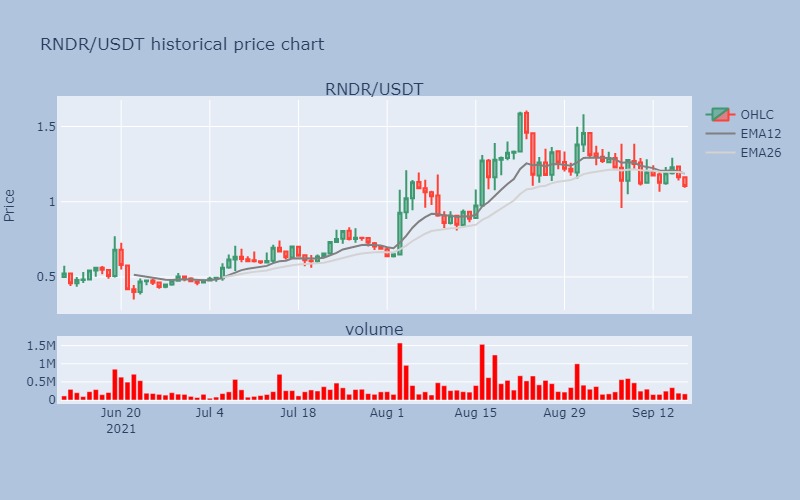 RNDR/USDT historical price chart
RNDR/USDT
OHLC
EMA12
EMA26
Price
1.5
1
0.5
volume
1.5M
1M
0.5M
0
Jun 20 Jul 4 Jul 18 Aug 1 Aug 15 Aug 29 Sep 12
2021